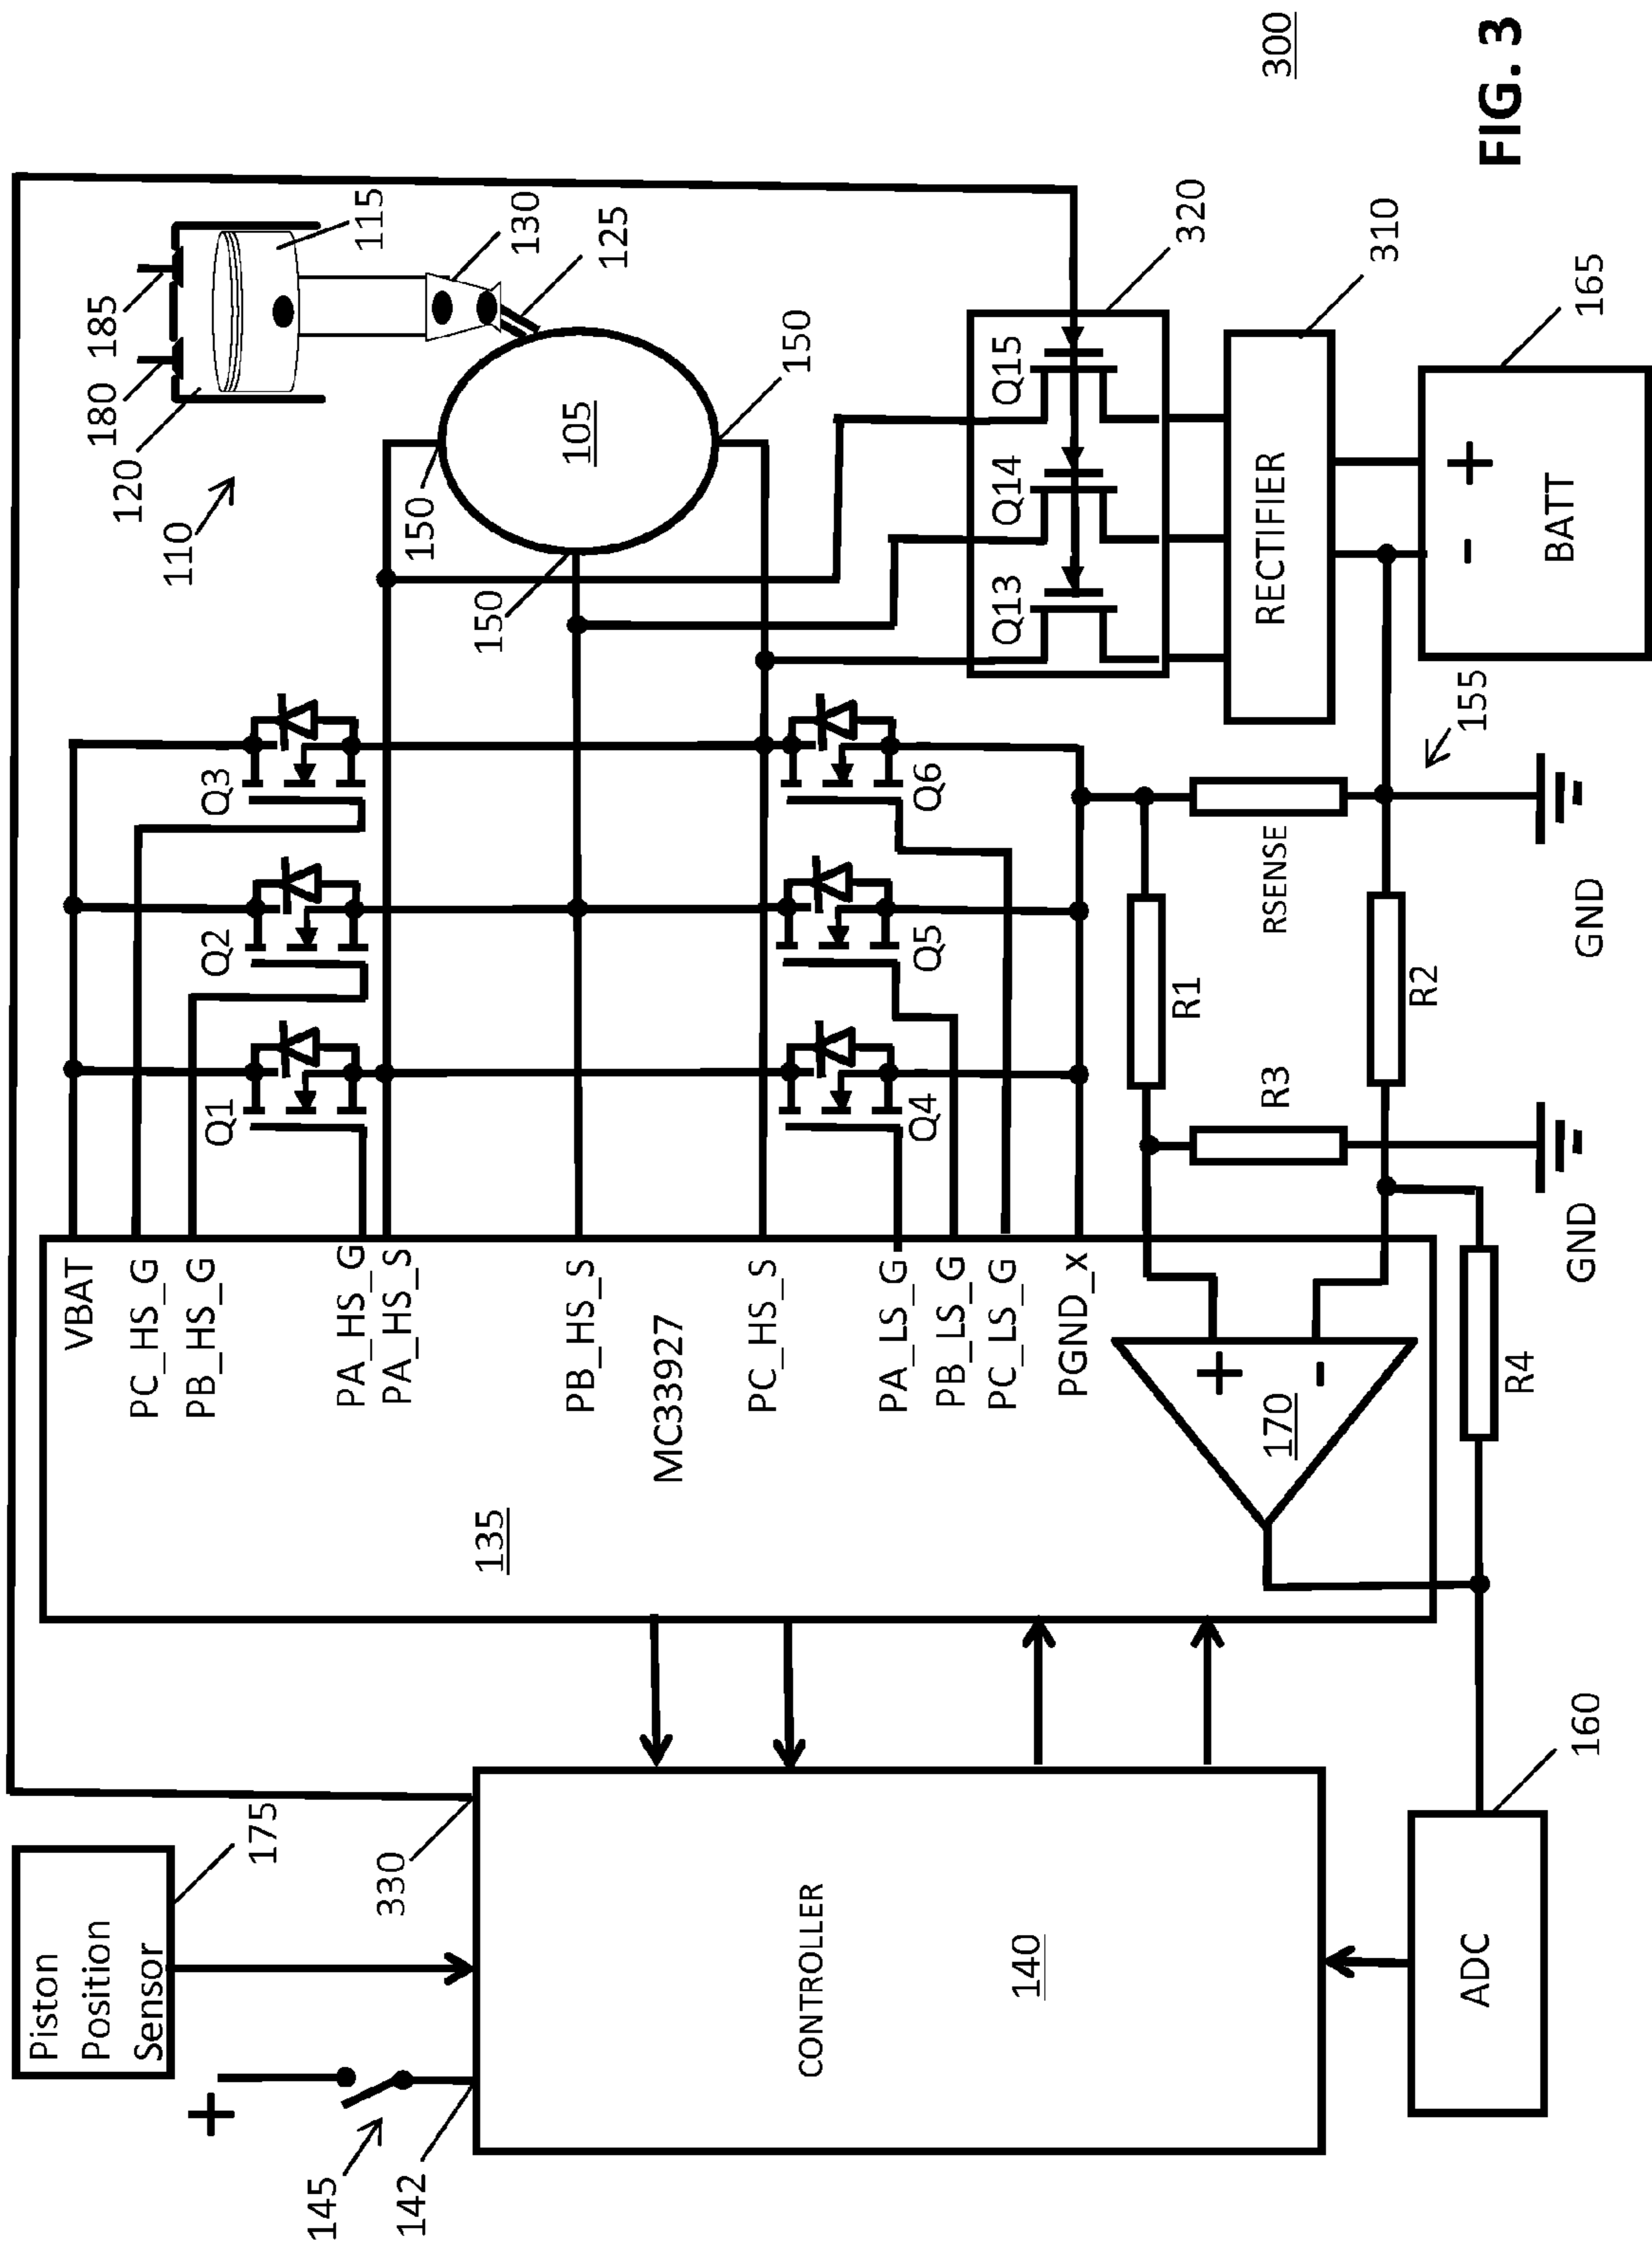 Piston
Position
Sensor
175
+
145
142
330
CONTROLLER
140
ADC
160
135
MC33927
VBAT
PC_HS_G
PB_HS_G
PA_HS_G
PA_HS_S
PB_HS_S
PC_HS_S
PA_LS_G
PB_LS_G
PC_LS_G
PGND_x
+
-
170
R4
Q1
Q2
Q3
Q4
Q5
Q6
R1
R3
R2
RSENSE
GND
GND
155
110
120
180
185
115
130
125
105
150
150
150
Q13
Q14
Q15
320
RECTIFIER
310
-
+
BATT
165
300
FIG. 3